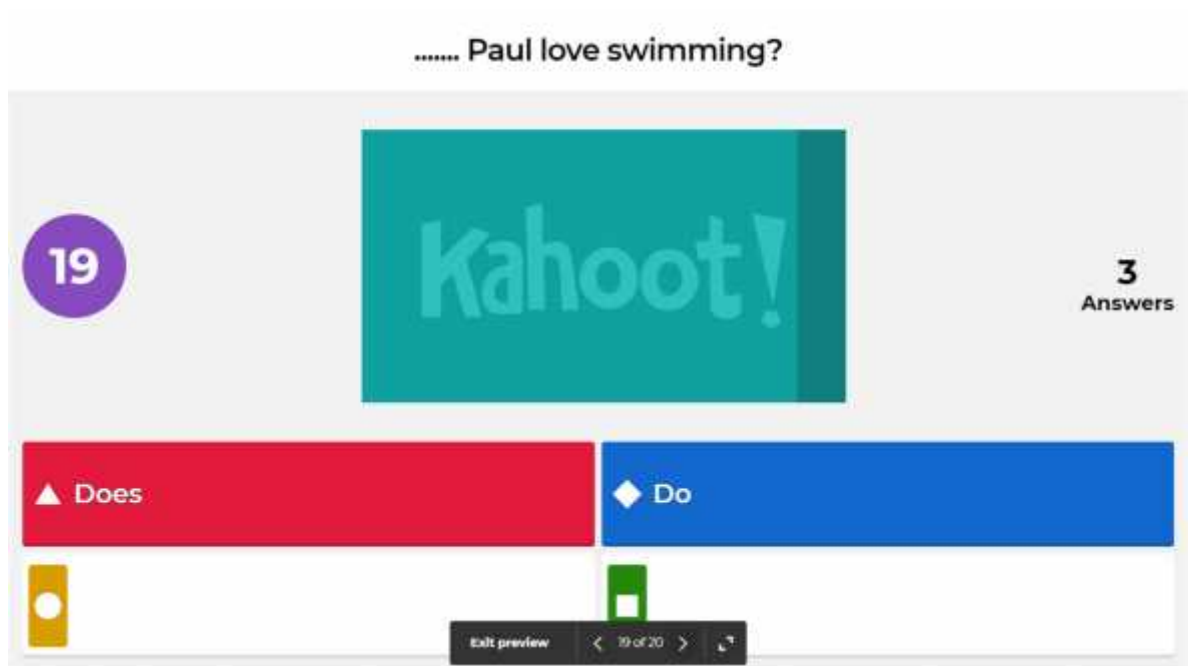 ....... Paul love swimming?
Kahoot!
19
3
Answers
Does
Do
Exit preview
19 of 20